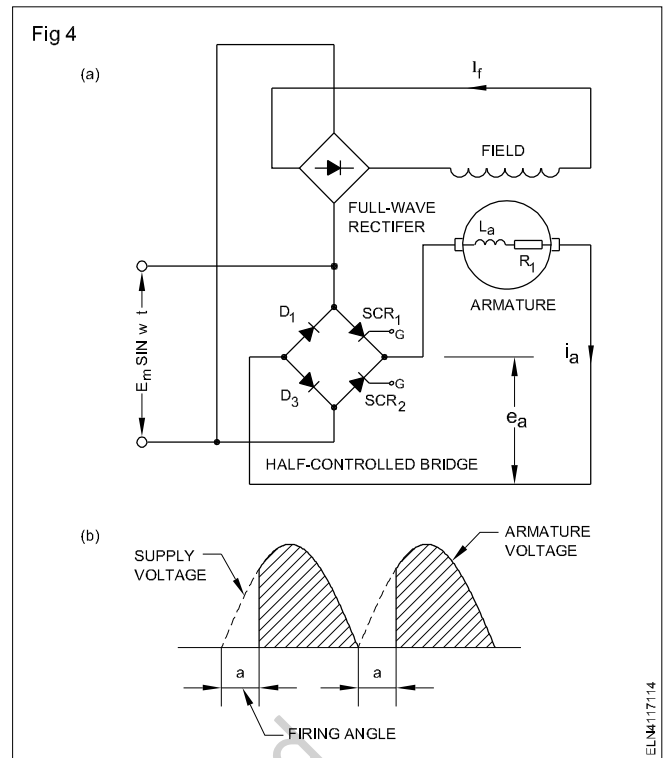 Fig 4
(a)
I_f
FIELD
FULL-WAVE
RECTIFER
L_a
R_1
ARMATURE
D_1
SCR_1
G
E_m SIN w t
i_a
D_3
G
SCR_2
e_a
HALF-CONTROLLED BRIDGE
(b)
SUPPLY
VOLTAGE
ARMATURE
VOLTAGE
a
a
FIRING ANGLE
ELN4117114